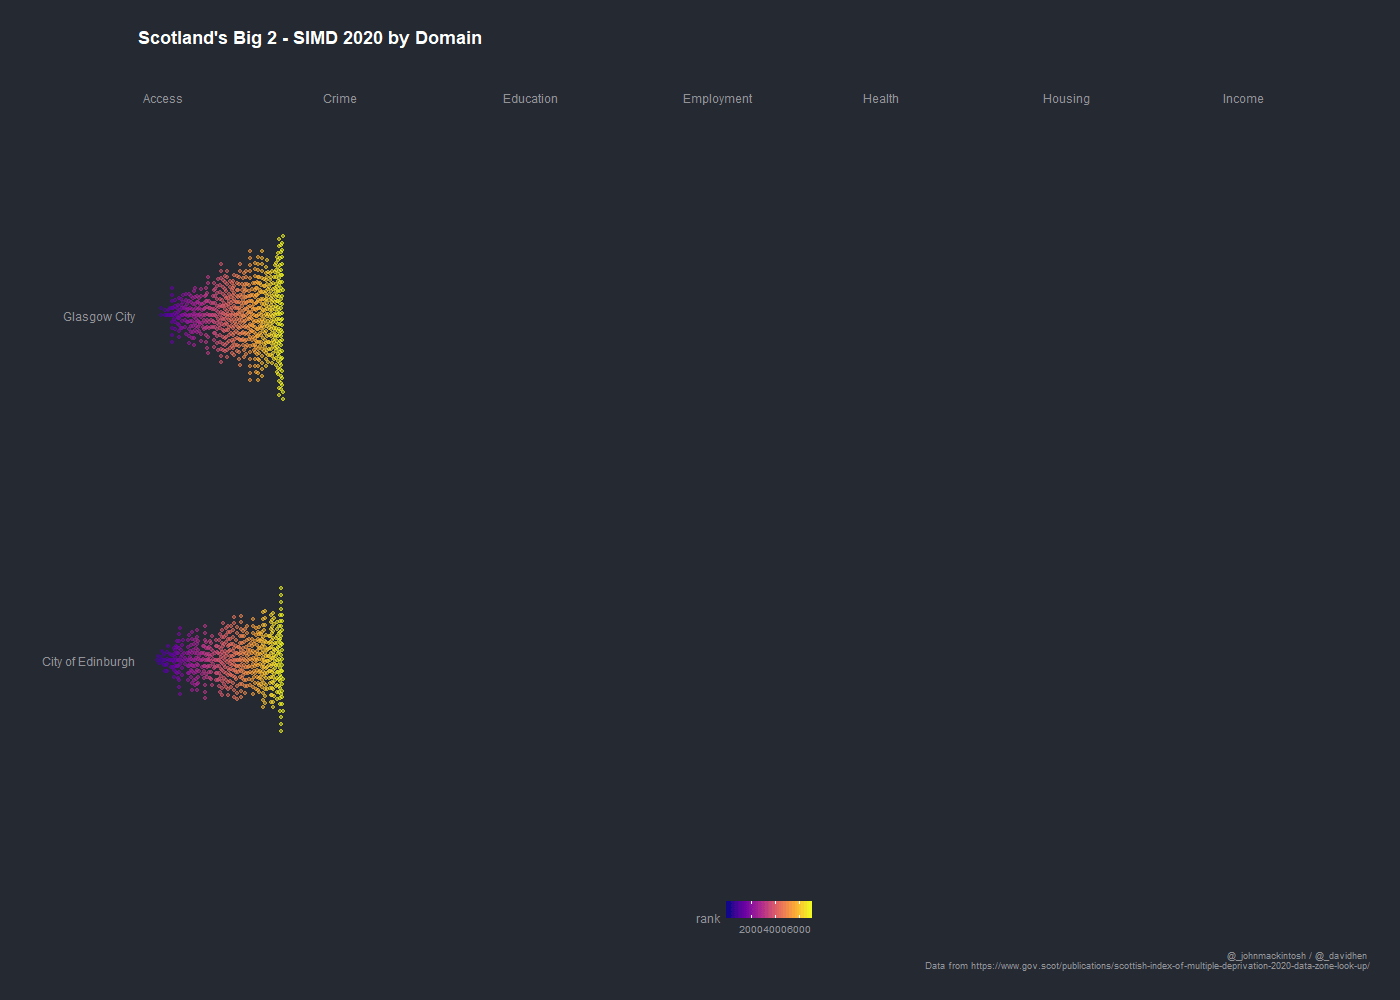 Scotland's Big 2 - SIMD 2020 by Domain
Access Crime Education Employment Health Housing Income
Glasgow City
City of Edinburgh
rank
200040006000
@_johnmackintosh / @_davidhen
Data from https://www.gov.scot/publications/scottish-index-of-multiple-deprivation-2020-data-zone-look-up/